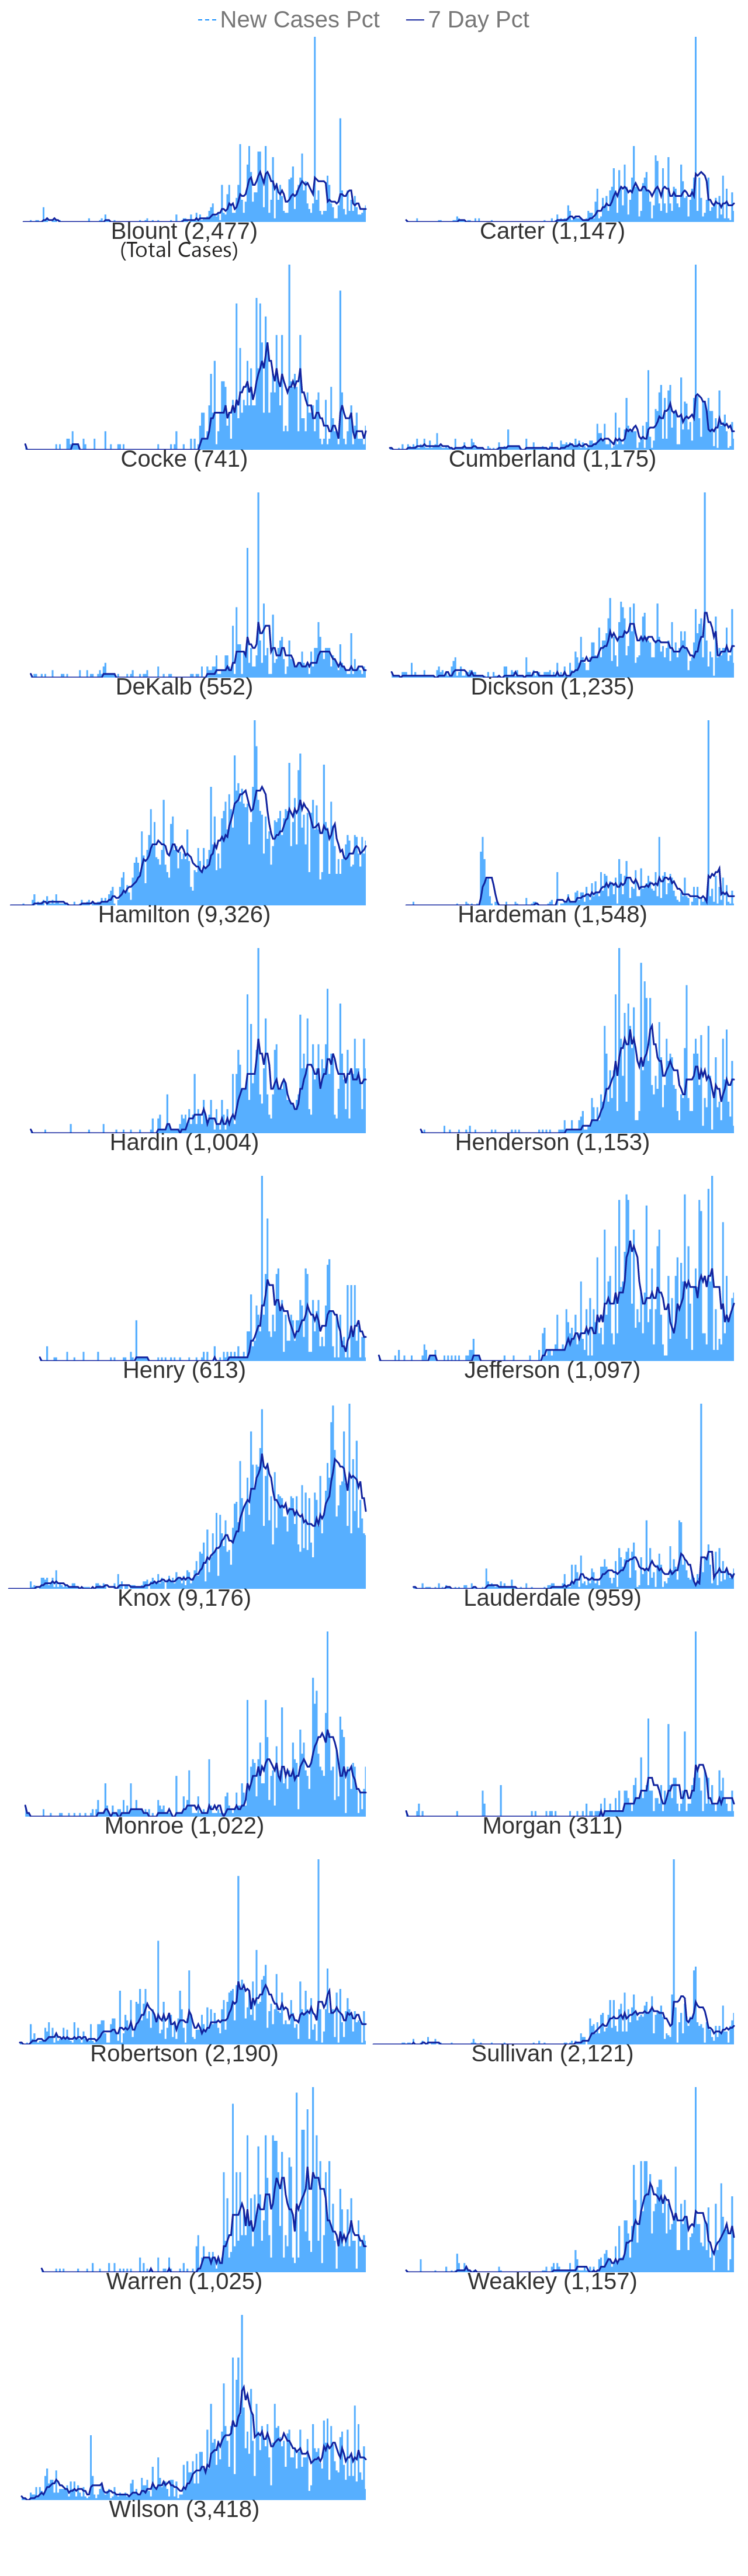 New Cases Pct 7 Day Pct
Blount (2,477) Carter (1,147)
(Total Cases)
Cocke (741) Cumberland (1,175)
DeKalb (552) Dickson (1,235)
Hamilton (9,326) Hardeman (1,548)
Hardin (1,004) Henderson (1,153)
Henry (613) Jefferson (1,097)
Knox (9,176) Lauderdale (959)
Monroe (1,022) Morgan (311)
Robertson (2,190) Sullivan (2,121)
Warren (1,025) Weakley (1,157)
Wilson (3,418)